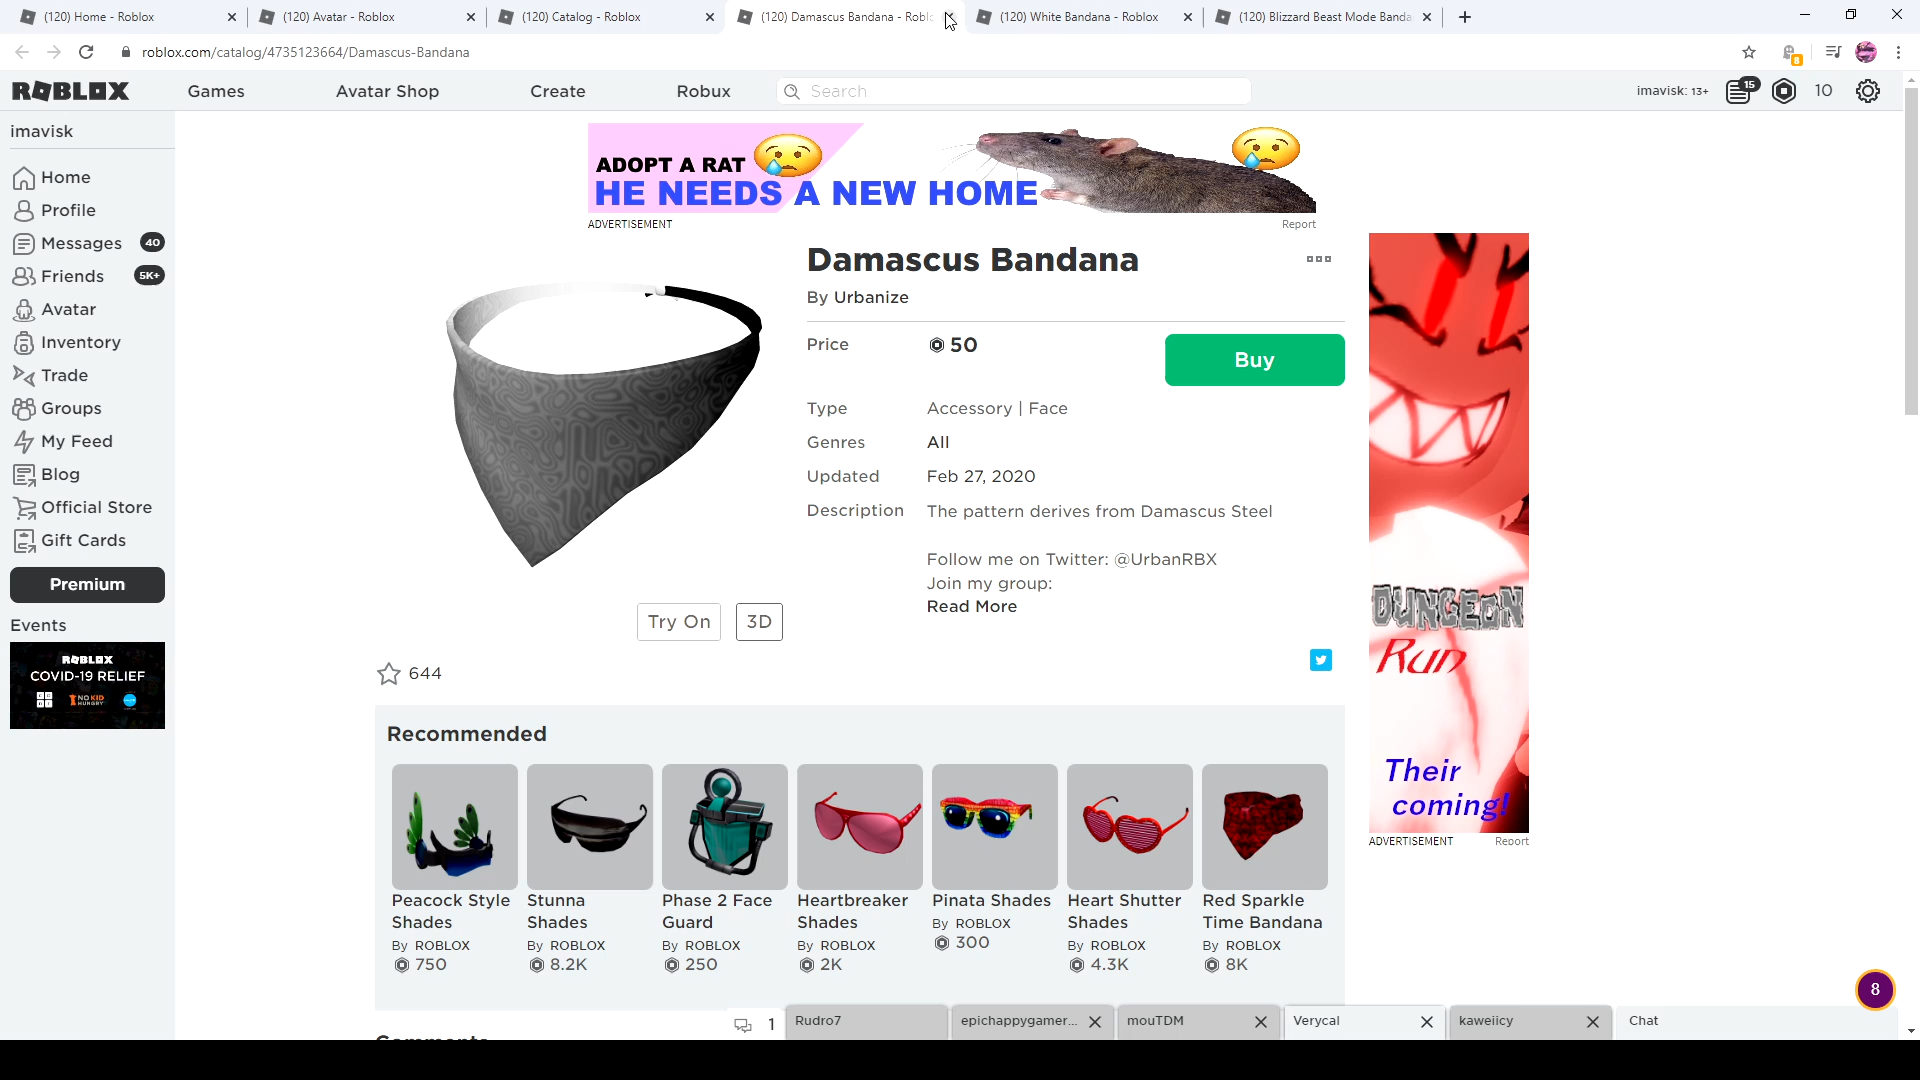 (120) Home - Roblox
(120) Avatar - Roblox
(120) Catalog - Roblox
(120) Damascus Bandana - Roblo
(120) White Bandana - Roblox
(120) Blizzard Beast Mode Banda
roblox.com/catalog/4735123664/Damascus-Bandana
8
ROBLOX
Games
Avatar Shop
Create
Robux
Search
imavisk: 13+
15
10
imavisk
Home
Profile
Messages 40
Friends 5K+
Avatar
Inventory
Trade
Groups
My Feed
Blog
Official Store
Gift Cards
Premium
Events
ROBLOX
COVID-19 RELIEF
NO KID
HUNGRY
ADOPT A RAT
HE NEEDS A NEW HOME
ADVERTISEMENT
Report
Damascus Bandana
By Urbanize
Price 50
Buy
Type Accessory | Face
Genres All
Updated Feb 27, 2020
Description The pattern derives from Damascus Steel
Follow me on Twitter: @UrbanRBX
Join my group:
Read More
Try On
3D
644
DUNGEON
Run
Their
coming!
ADVERTISEMENT
Report
Recommended
Peacock Style
Shades
By ROBLOX
750
Stunna
Shades
By ROBLOX
8.2K
Phase 2 Face
Guard
By ROBLOX
250
Heartbreaker
Shades
By ROBLOX
2K
Pinata Shades
By ROBLOX
300
Heart Shutter
Shades
By ROBLOX
4.3K
Red Sparkle
Time Bandana
By ROBLOX
8K
8
Comments
1
Rudro7
epichappygamer...
mouTDM
Verycal
kaweiicy
Chat